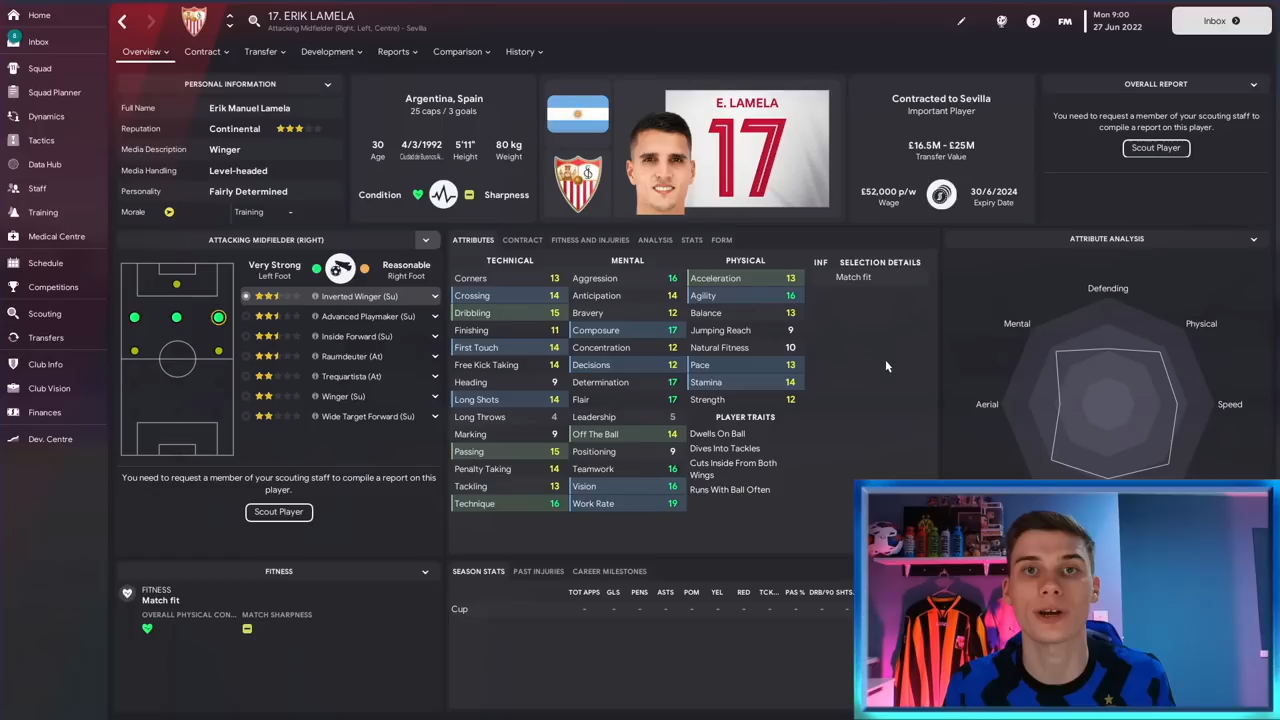 Home
Inbox
8
Squad
Squad Planner
Dynamics
Tactics
Data Hub
Staff
Training
Medical Centre
Schedule
Competitions
Scouting
Transfers
Club Info
Club Vision
Finances
Dev. Centre
17. ERIK LAMELA
Attacking Midfielder (Right, Left, Centre) - Sevilla
FM
Mon 9:00
27 Jun 2022
Inbox
Overview
Contract
Transfer
Development
Reports
Comparison
History
PERSONAL INFORMATION
Full Name Erik Manuel Lamela
Reputation Continental
Media Description Winger
Media Handling Level-headed
Personality Fairly Determined
Morale Training -
Argentina, Spain
25 caps / 3 goals
30 4/3/1992 5'11" 80 kg
Age Ciudad de Buenos A... Height Weight
Condition Sharpness
E. LAMELA
17
Contracted to Sevilla
Important Player
£16.5M - £25M
Transfer Value
£52,000 p/w 30/6/2024
Wage Expiry Date
OVERALL REPORT
You need to request a member of your scouting staff to
compile a report on this player.
Scout Player
ATTACKING MIDFIELDER (RIGHT)
Very Strong Reasonable
Left Foot Right Foot
Inverted Winger (Su)
Advanced Playmaker (Su)
Inside Forward (Su)
Raumdeuter (At)
Trequartista (At)
Winger (Su)
Wide Target Forward (Su)
You need to request a member of your scouting staff to compile a report on this
player.
Scout Player
ATTRIBUTES CONTRACT FITNESS AND INJURIES ANALYSIS STATS FORM
TECHNICAL
Corners 13
Crossing 14
Dribbling 15
Finishing 11
First Touch 14
Free Kick Taking 14
Heading 9
Long Shots 14
Long Throws 4
Marking 9
Passing 15
Penalty Taking 14
Tackling 13
Technique 16
MENTAL
Aggression 16
Anticipation 14
Bravery 12
Composure 17
Concentration 12
Decisions 12
Determination 17
Flair 17
Leadership 5
Off The Ball 14
Positioning 9
Teamwork 16
Vision 16
Work Rate 19
PHYSICAL
Acceleration 13
Agility 16
Balance 13
Jumping Reach 9
Natural Fitness 10
Pace 13
Stamina 14
Strength 12
PLAYER TRAITS
Dwells On Ball
Dives Into Tackles
Cuts Inside From Both
Wings
Runs With Ball Often
INF SELECTION DETAILS
Match fit
ATTRIBUTE ANALYSIS
Defending
Mental Physical
Aerial Speed
FITNESS
FITNESS
Match fit
OVERALL PHYSICAL CON... MATCH SHARPNESS
SEASON STATS PAST INJURIES CAREER MILESTONES
TOT APPS GLS PENS ASTS POM YEL RED TCK... PAS % DRB/90 SHTS.
Cup - - - - - - - - - -